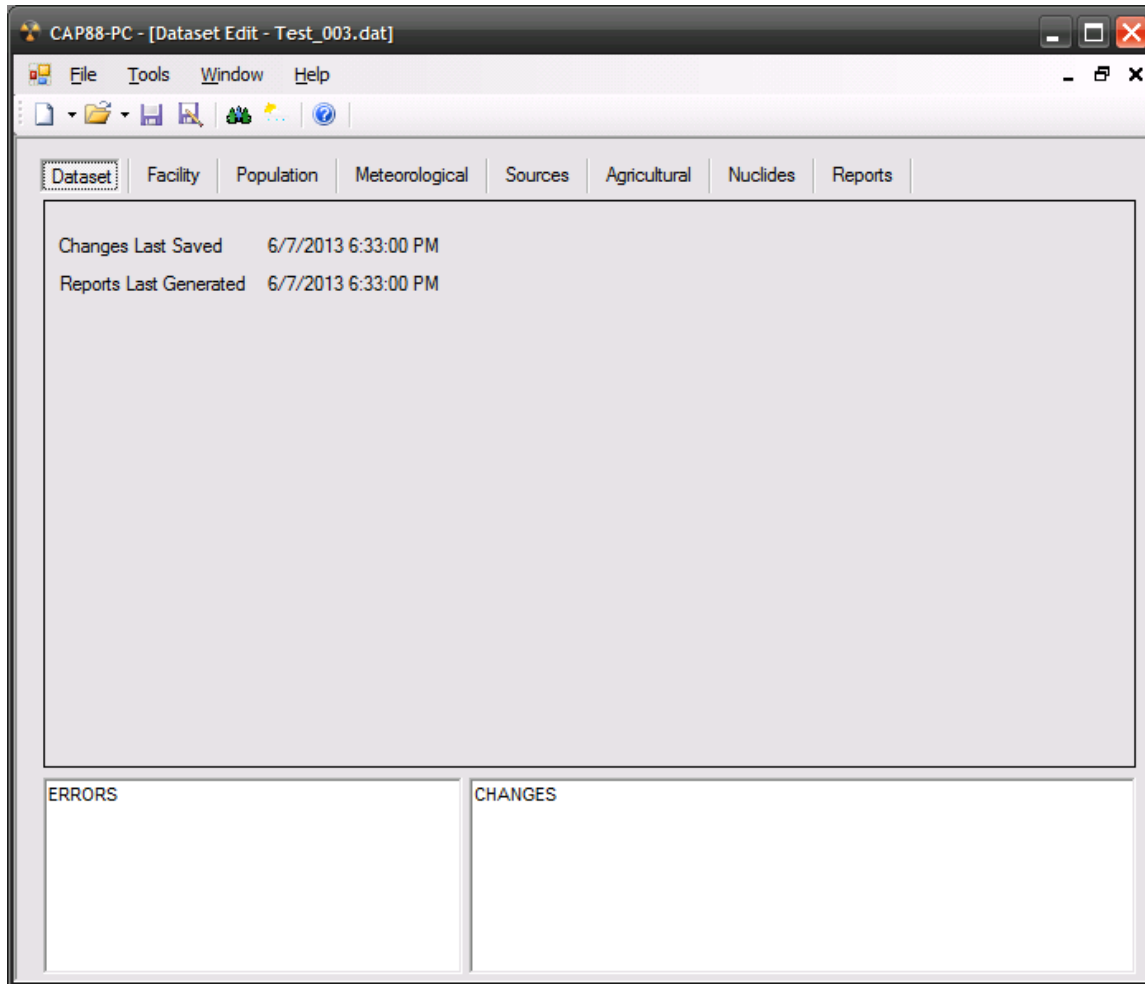 CAP88-PC - [Dataset Edit - Test_003.dat]
File Tools Window Help
Dataset Facility Population Meteorological Sources Agricultural Nuclides Reports
Changes Last Saved 6/7/2013 6:33:00 PM
Reports Last Generated 6/7/2013 6:33:00 PM
ERRORS CHANGES